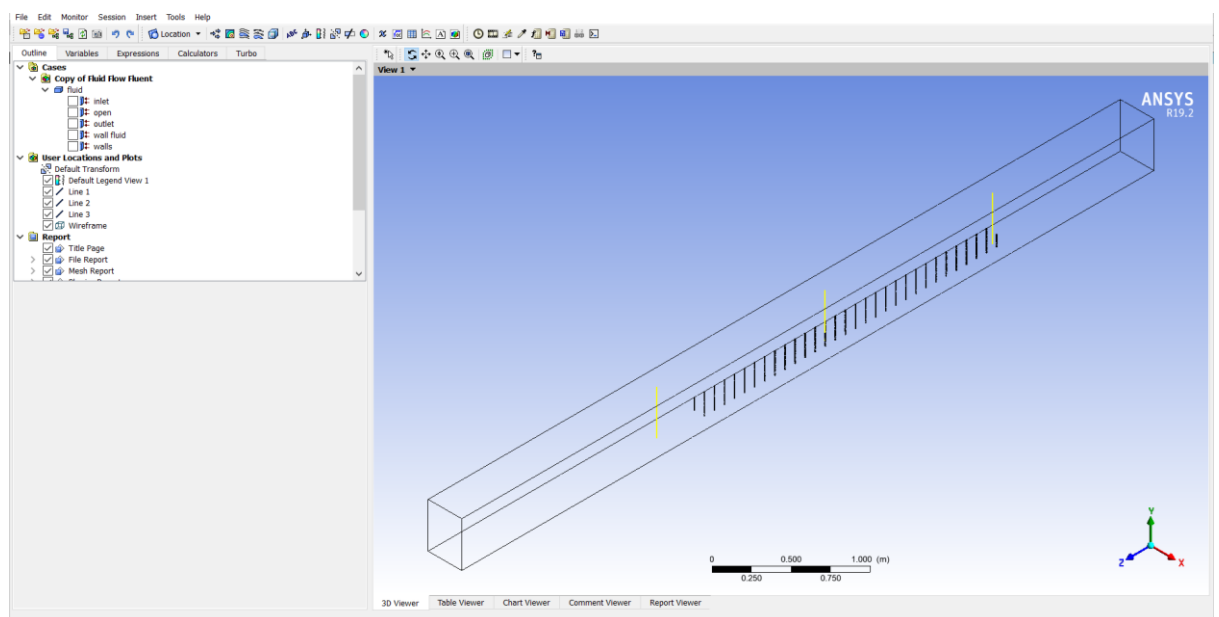 File Edit Monitor Session Insert Tools Help
Location
Outline Variables Expressions Calculators Turbo
View 1
Cases
Copy of Fluid Flow Fluent
fluid
inlet
open
outlet
wall fluid
walls
User Locations and Plots
Default Transform
Default Legend View 1
Line 1
Line 2
Line 3
Wireframe
Report
Title Page
File Report
Mesh Report
ANSYS
R19.2
Y
Z
X
0 0.500 1.000 (m)
0.250 0.750
3D Viewer Table Viewer Chart Viewer Comment Viewer Report Viewer